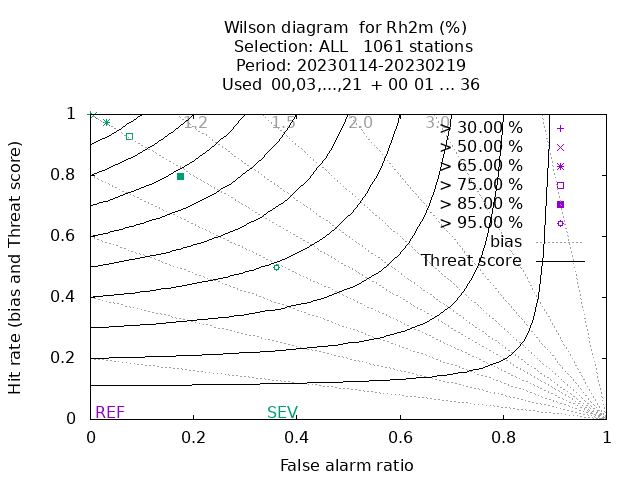 Wilson diagram  for Rh2m (%)
Selection: ALL   1061 stations
Period: 20230114-20230219
Used  00,03,...,21  + 00 01 ... 36
1.2 1.5 2.0 3.0
> 30.00 %
> 50.00 %
> 65.00 %
> 75.00 %
> 85.00 %
> 95.00 %
bias
Threat score
Hit rate (bias and Threat score)
1
0.8
0.6
0.4
0.2
0
REF SEV
0 0.2 0.4 0.6 0.8 1
False alarm ratio